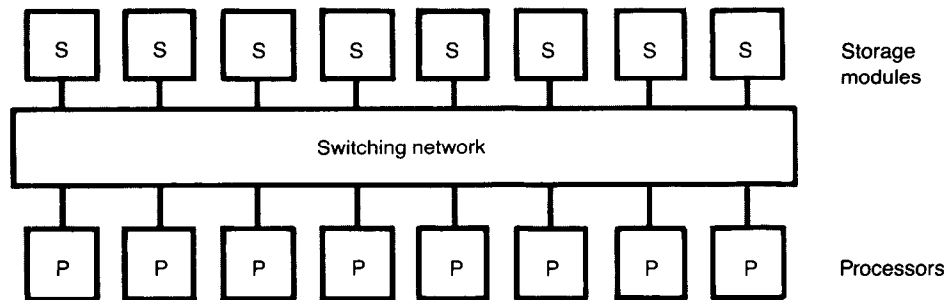 S S S S S S S S
Storage
modules
Switching network
P P P P P P P P
Processors